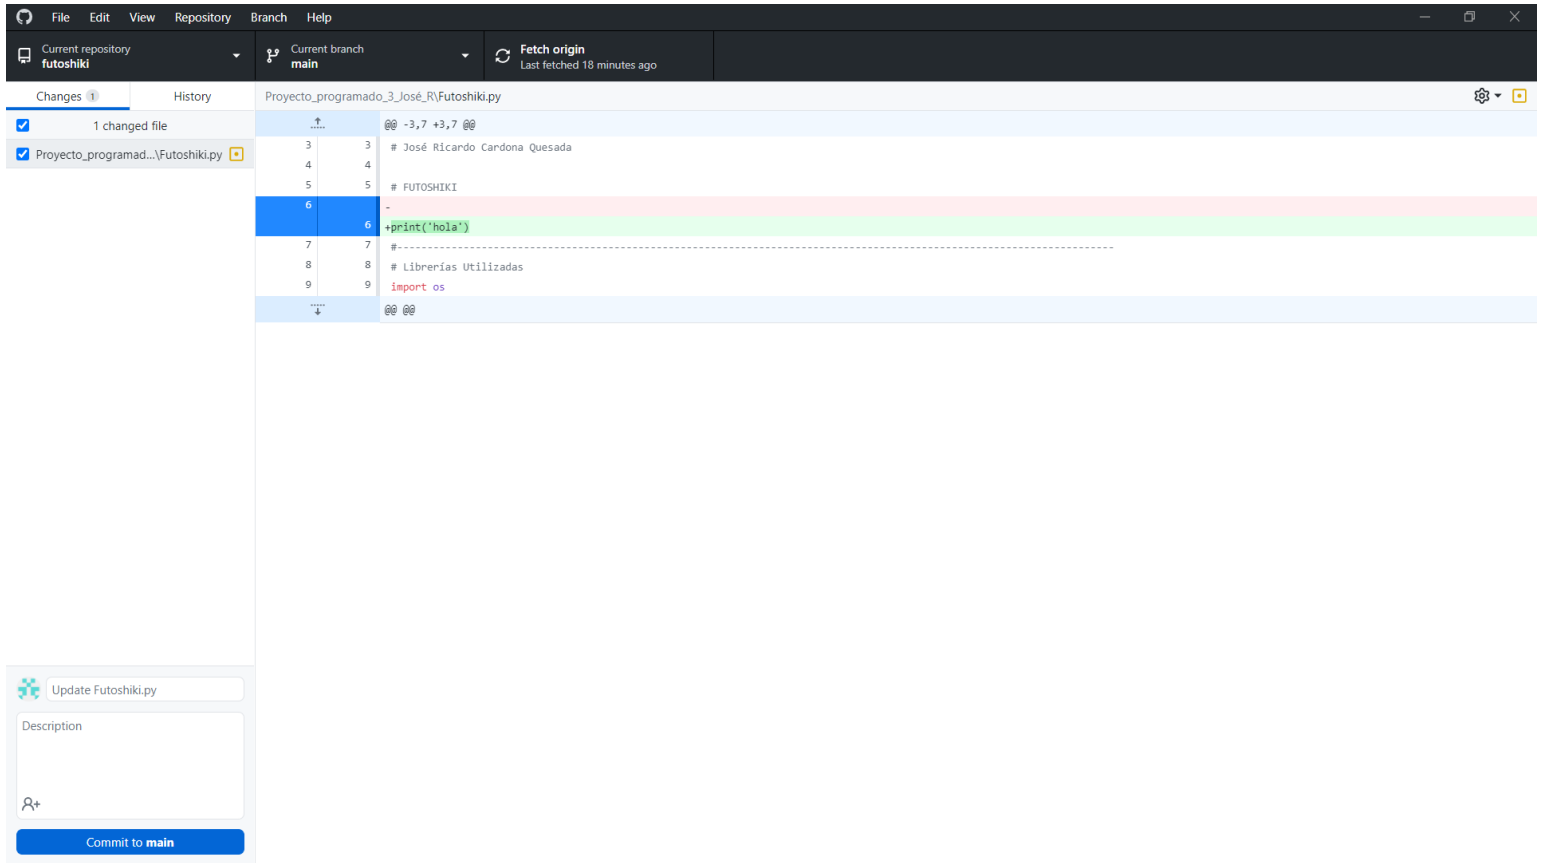 File Edit View Repository Branch Help
Current repository
futoshiki
Current branch
main
Fetch origin
Last fetched 18 minutes ago
Changes 1 History
1 changed file
Proyecto_programad...\Futoshiki.py
Proyecto_programado_3_José_R\Futoshiki.py
@@ -3,7 +3,7 @@
3 3 # José Ricardo Cardona Quesada
4 4
5 5 # FUTOSHIKI
6 -
6 +print('hola')
7 7 #-----------------------------------------------------------------------------------------------------------------------
8 8 # Librerías Utilizadas
9 9 import os
@@ @@
Update Futoshiki.py
Description
Commit to main